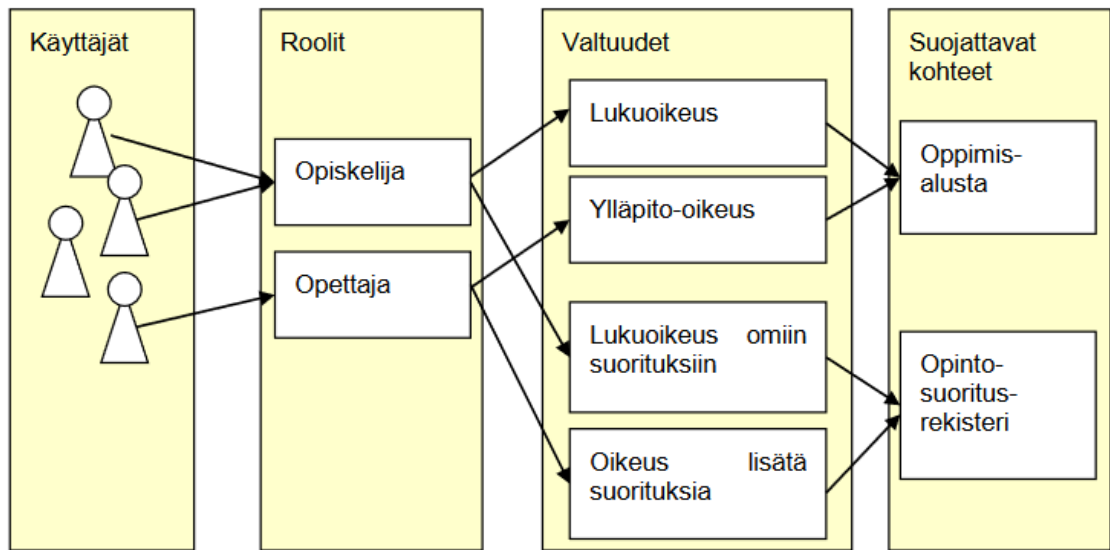 Käyttäjät
Roolit
Opiskelija
Opettaja
Valtuudet
Lukuoikeus
Ylläpito-oikeus
Lukuoikeus omiin
suorituksiin
Oikeus lisätä
suorituksia
Suojattavat
kohteet
Oppimis-
alusta
Opinto-
suoritus-
rekisteri